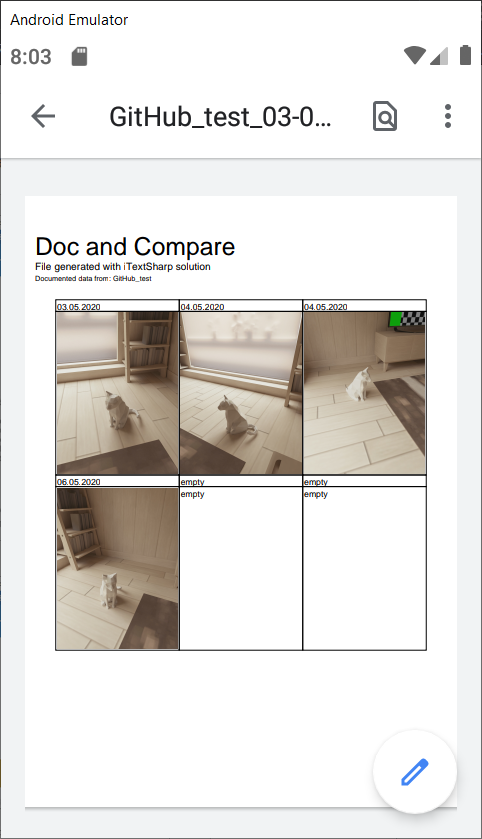 Android Emulator
8:03
GitHub_test_03-0...
Doc and Compare
File generated with iTextSharp solution
Documented data from: GitHub_test
03.05.2020 04.05.2020 04.05.2020
06.05.2020 empty empty
empty empty